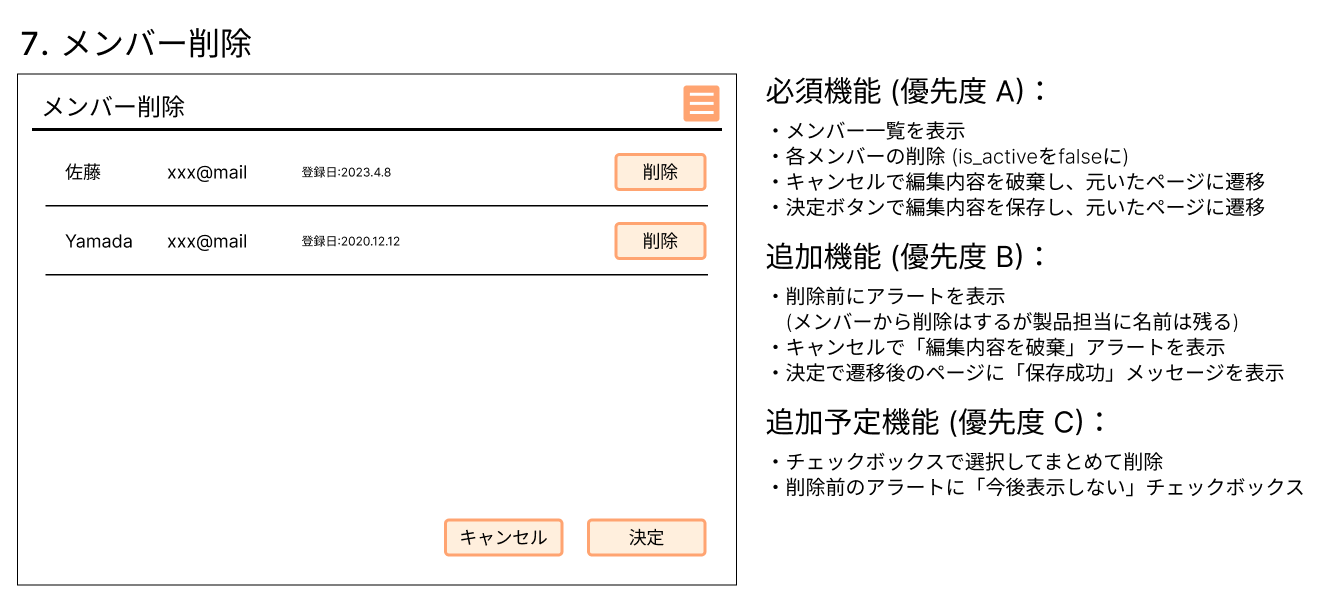 7. メンバー削除
メンバー削除
佐藤 xxx@mail 登録日:2023.4.8 削除
Yamada xxx@mail 登録日:2020.12.12 削除
キャンセル 決定
必須機能 (優先度 A)：
・メンバー一覧を表示
・各メンバーの削除 (is_activeをfalseに)
・キャンセルで編集内容を破棄し、元いたページに遷移
・決定ボタンで編集内容を保存し、元いたページに遷移
追加機能 (優先度 B)：
・削除前にアラートを表示
(メンバーから削除はするが製品担当に名前は残る)
・キャンセルで「編集内容を破棄」アラートを表示
・決定で遷移後のページに「保存成功」メッセージを表示
追加予定機能 (優先度 C)：
・チェックボックスで選択してまとめて削除
・削除前のアラートに「今後表示しない」チェックボックス